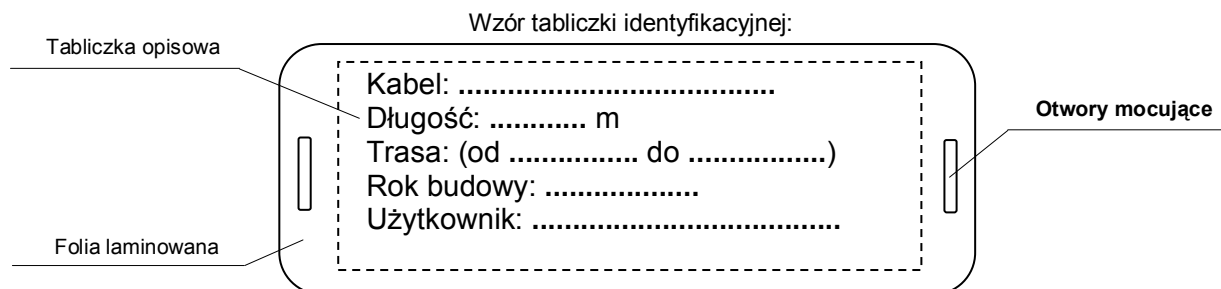 Wzór tabliczki identyfikacyjnej:
Tabliczka opisowa
Kabel: .......................................
Długość: ............ m
Trasa: (od ................ do .................)
Rok budowy: ...................
Użytkownik: ......................................
Otwory mocujące
Folia laminowana